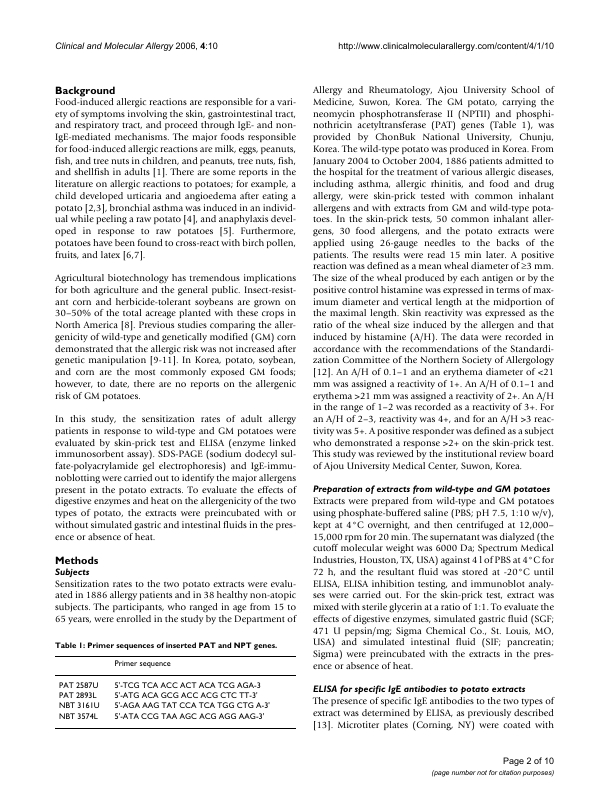 Clinical and Molecular Allergy 2006, 4:10
http://www.clinicalmolecularallergy.com/content/4/1/10
Background
Food-induced allergic reactions are responsible for a vari-
ety of symptoms involving the skin, gastrointestinal tract,
and respiratory tract, and proceed through IgE- and non-
IgE-mediated mechanisms. The major foods responsible
for food-induced allergic reactions are milk, eggs, peanuts,
fish, and tree nuts in children, and peanuts, tree nuts, fish,
and shellfish in adults [1]. There are some reports in the
literature on allergic reactions to potatoes; for example, a
child developed urticaria and angioedema after eating a
potato [2,3], bronchial asthma was induced in an individ-
ual while peeling a raw potato [4], and anaphylaxis devel-
oped in response to raw potatoes [5]. Furthermore,
potatoes have been found to cross-react with birch pollen,
fruits, and latex [6,7].
Agricultural biotechnology has tremendous implications
for both agriculture and the general public. Insect-resist-
ant corn and herbicide-tolerant soybeans are grown on
30–50% of the total acreage planted with these crops in
North America [8]. Previous studies comparing the aller-
genicity of wild-type and genetically modified (GM) corn
demonstrated that the allergic risk was not increased after
genetic manipulation [9-11]. In Korea, potato, soybean,
and corn are the most commonly exposed GM foods;
however, to date, there are no reports on the allergenic
risk of GM potatoes.
In this study, the sensitization rates of adult allergy
patients in response to wild-type and GM potatoes were
evaluated by skin-prick test and ELISA (enzyme linked
immunosorbent assay). SDS-PAGE (sodium dodecyl sul-
fate-polyacrylamide gel electrophoresis) and IgE-immu-
noblotting were carried out to identify the major allergens
present in the potato extracts. To evaluate the effects of
digestive enzymes and heat on the allergenicity of the two
types of potato, the extracts were preincubated with or
without simulated gastric and intestinal fluids in the pres-
ence or absence of heat.
Methods
Subjects
Sensitization rates to the two potato extracts were evalu-
ated in 1886 allergy patients and in 38 healthy non-atopic
subjects. The participants, who ranged in age from 15 to
65 years, were enrolled in the study by the Department of
Table 1: Primer sequences of inserted PAT and NPT genes.
Primer sequence
PAT 2587U 5'-TCG TCA ACC ACT ACA TCG AGA-3
PAT 2893L 5'-ATG ACA GCG ACC ACG CTC TT-3'
NBT 3161U 5'-AGA AAG TAT CCA TCA TGG CTG A-3'
NBT 3574L 5'-ATA CCG TAA AGC ACG AGG AAG-3'
Allergy and Rheumatology, Ajou University School of
Medicine, Suwon, Korea. The GM potato, carrying the
neomycin phosphotransferase II (NPTII) and phosphi-
nothricin acetyltransferase (PAT) genes (Table 1), was
provided by ChonBuk National University, Chunju,
Korea. The wild-type potato was produced in Korea. From
January 2004 to October 2004, 1886 patients admitted to
the hospital for the treatment of various allergic diseases,
including asthma, allergic rhinitis, and food and drug
allergy, were skin-prick tested with common inhalant
allergens and with extracts from GM and wild-type pota-
toes. In the skin-prick tests, 50 common inhalant aller-
gens, 30 food allergens, and the potato extracts were
applied using 26-gauge needles to the backs of the
patients. The results were read 15 min later. A positive
reaction was defined as a mean wheal diameter of ≥3 mm.
The size of the wheal produced by each antigen or by the
positive control histamine was expressed in terms of max-
imum diameter and vertical length at the midportion of
the maximal length. Skin reactivity was expressed as the
ratio of the wheal size induced by the allergen and that
induced by histamine (A/H). The data were recorded in
accordance with the recommendations of the Standardi-
zation Committee of the Northern Society of Allergology
[12]. An A/H of 0.1–1 and an erythema diameter of <21
mm was assigned a reactivity of 1+. An A/H of 0.1–1 and
erythema >21 mm was assigned a reactivity of 2+. An A/H
in the range of 1–2 was recorded as a reactivity of 3+. For
an A/H of 2–3, reactivity was 4+, and for an A/H >3 reac-
tivity was 5+. A positive responder was defined as a subject
who demonstrated a response >2+ on the skin-prick test.
This study was reviewed by the institutional review board
of Ajou University Medical Center, Suwon, Korea.
Preparation of extracts from wild-type and GM potatoes
Extracts were prepared from wild-type and GM potatoes
using phosphate-buffered saline (PBS; pH 7.5, 1:10 w/v),
kept at 4°C overnight, and then centrifuged at 12,000–
15,000 rpm for 20 min. The supernatant was dialyzed (the
cutoff molecular weight was 6000 Da; Spectrum Medical
Industries, Houston, TX, USA) against 4 l of PBS at 4°C for
72 h, and the resultant fluid was stored at -20°C until
ELISA, ELISA inhibition testing, and immunoblot analy-
ses were carried out. For the skin-prick test, extract was
mixed with sterile glycerin at a ratio of 1:1. To evaluate the
effects of digestive enzymes, simulated gastric fluid (SGF;
471 U pepsin/mg; Sigma Chemical Co., St. Louis, MO,
USA) and simulated intestinal fluid (SIF; pancreatin;
Sigma) were preincubated with the extracts in the pres-
ence or absence of heat.
ELISA for specific IgE antibodies to potato extracts
The presence of specific IgE antibodies to the two types of
extract was determined by ELISA, as previously described
[13]. Microtiter plates (Corning, NY) were coated with
Page 2 of 10
(page number not for citation purposes)